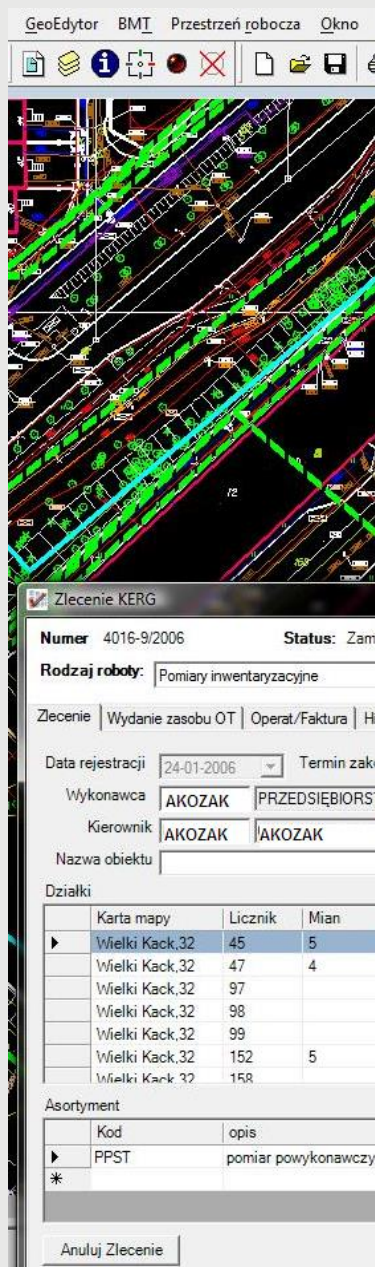 GeoEdytor BMT Przestrzeń robocza Okno
72
Zlecenie KERG
Numer 4016-9/2006 Status: Zam
Rodzaj roboty: Pomiary inwentaryzacyjne
Zlecenie Wydanie zasobu OT Operat/Faktura Hi
Data rejestracji 24-01-2006 Termin zak
Wykonawca AKOZAK PRZEDSIĘBIORST
Kierownik AKOZAK AKOZAK
Nazwa obiektu
Działki
Karta mapy Licznik Mian
Wielki Kack,32 45 5
Wielki Kack,32 47 4
Wielki Kack,32 97
Wielki Kack,32 98
Wielki Kack,32 99
Wielki Kack,32 152 5
Wielki Kack,32 158
Asortyment
Kod opis
PPST pomiar powykonawczy
Anuluj Zlecenie